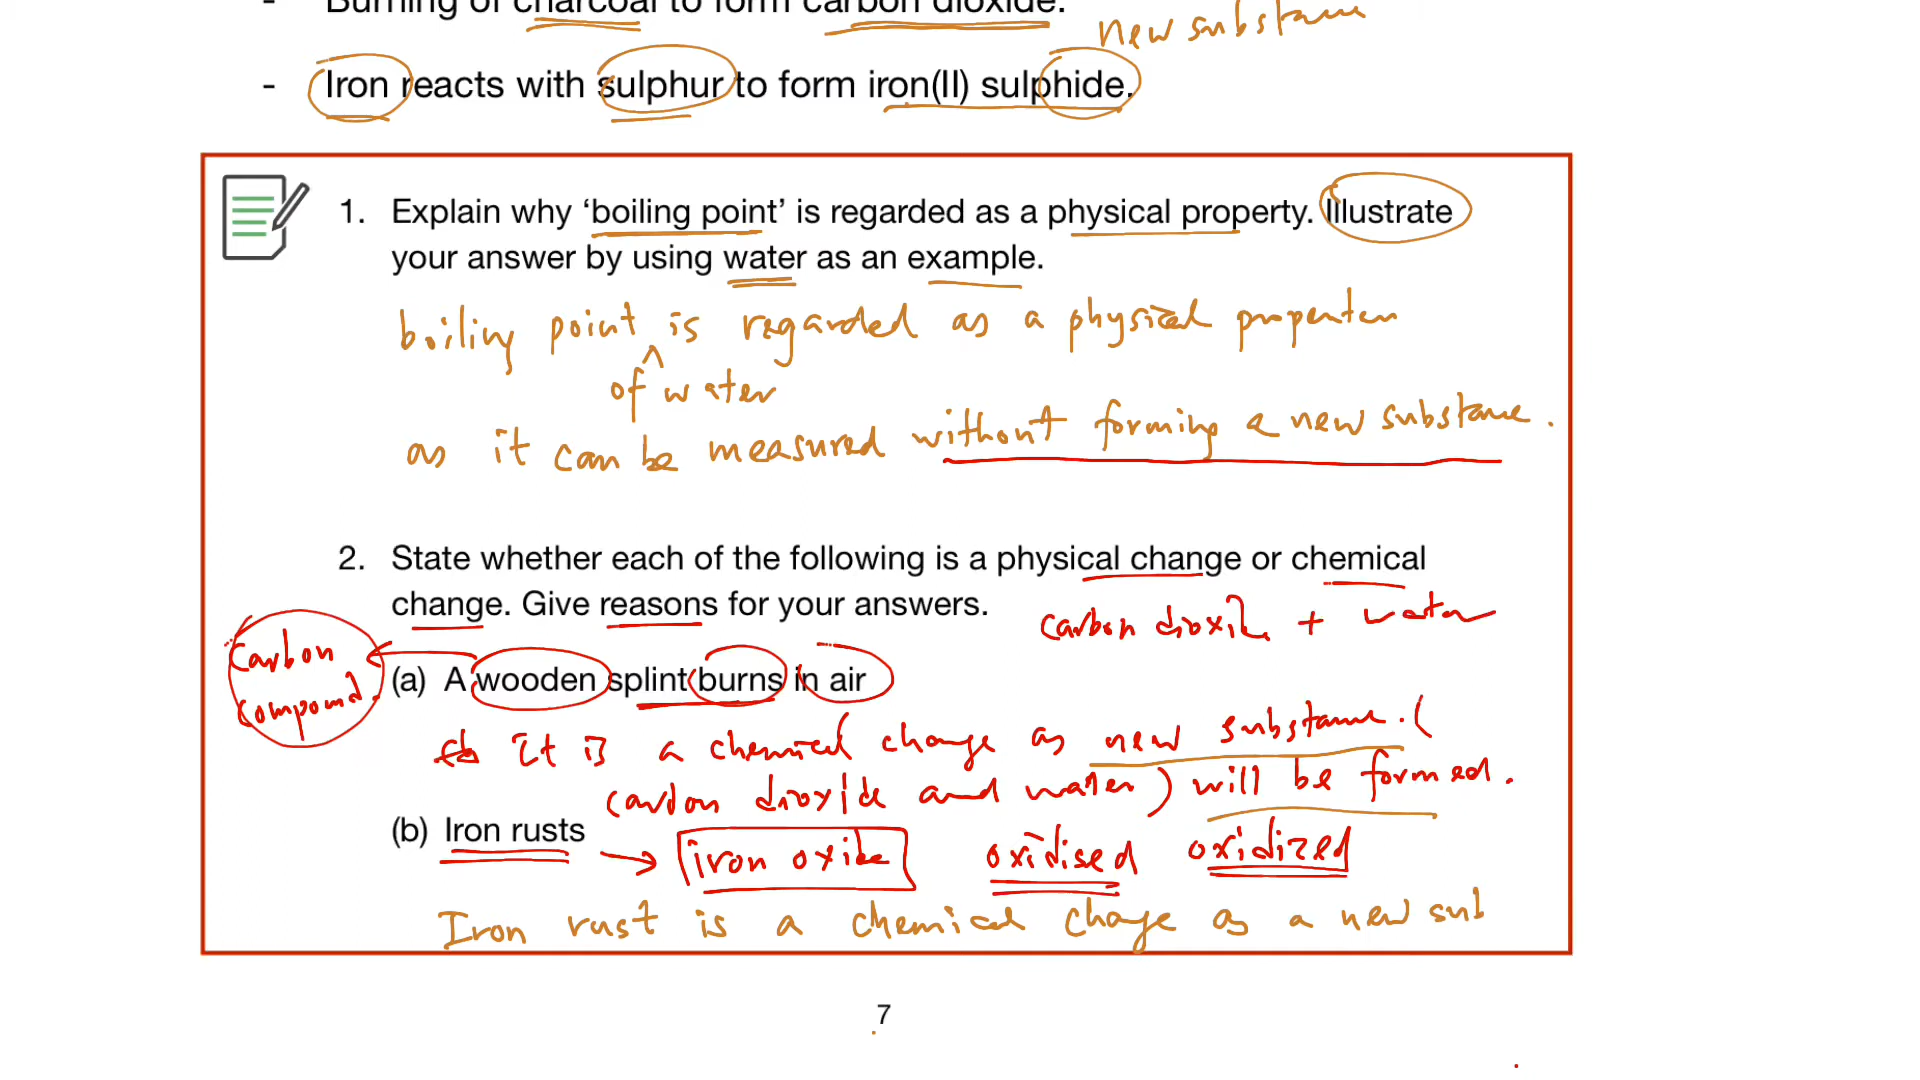 - Burning of charcoal to form carbon dioxide.
new substance
- Iron reacts with sulphur to form iron(II) sulphide.
1. Explain why ‘boiling point’ is regarded as a physical property. Illustrate
your answer by using water as an example.
boiling point is regarded as a physical
of water
as it can be measured without forming a new substance.
2. State whether each of the following is a physical change or chemical
change. Give reasons for your answers.
carbon dioxide + water
Carbon
compound.
(a) A wooden splint burns in air
It is a chemical change as new substance. (
carbon dioxide and water) will be formed.
(b) Iron rusts
iron oxide oxidised oxidized
Iron rust is a chemical change as a new sub
7